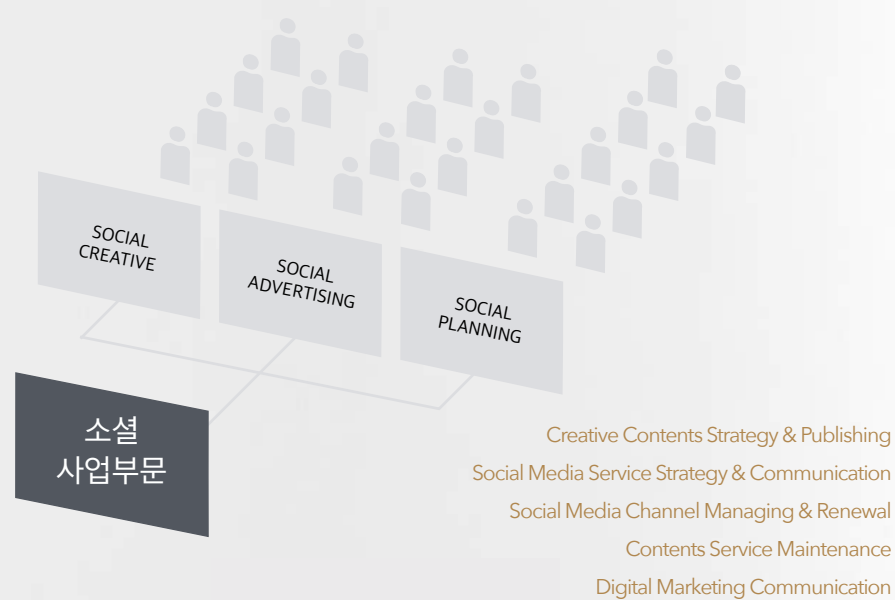 SOCIAL
CREATIVE
SOCIAL
ADVERTISING
SOCIAL
PLANNING
소셜
사업부문
Creative Contents Strategy & Publishing
Social Media Service Strategy & Communication
Social Media Channel Managing & Renewal
Contents Service Maintenance
Digital Marketing Communication